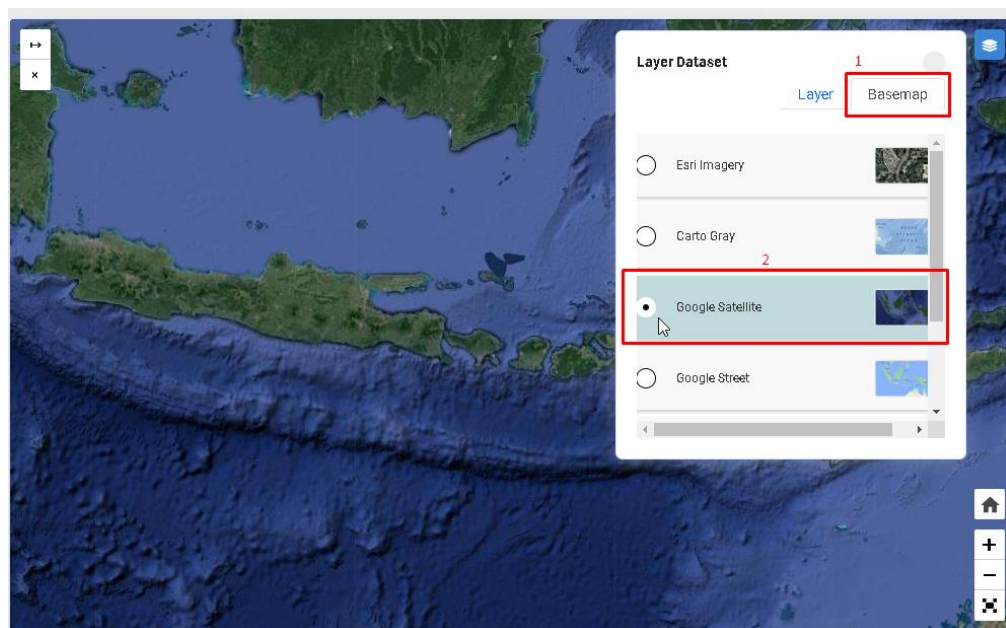 Layer Dataset
1
Layer
Basemap
Esri Imagery
Carto Gray
2
Google Satellite
Google Street